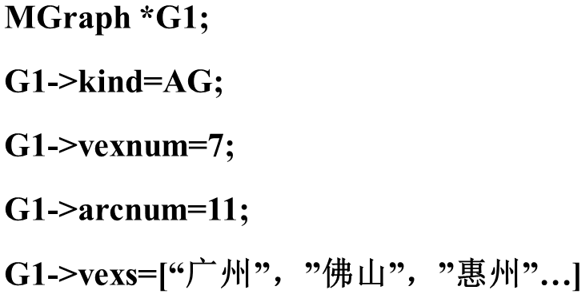 MGraph *G1;
G1->kind=AG;
G1->vexnum=7;
G1->arcnum=11;
G1->vexs=[“广州”，”佛山”，”惠州”…]